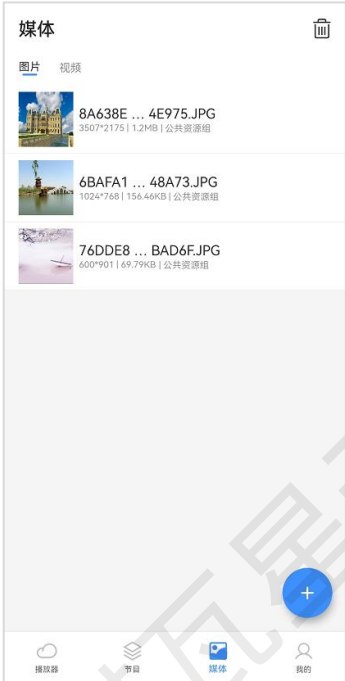 媒体
图片 视频
8A638E ... 4E975.JPG
3507*2175 | 1.2MB | 公共资源组
6BAFA1 ... 48A73.JPG
1024*768 | 156.46KB | 公共资源组
76DDE8 ... BAD6F.JPG
600*901 | 69.79KB | 公共资源组
播放器 节目 媒体 我的